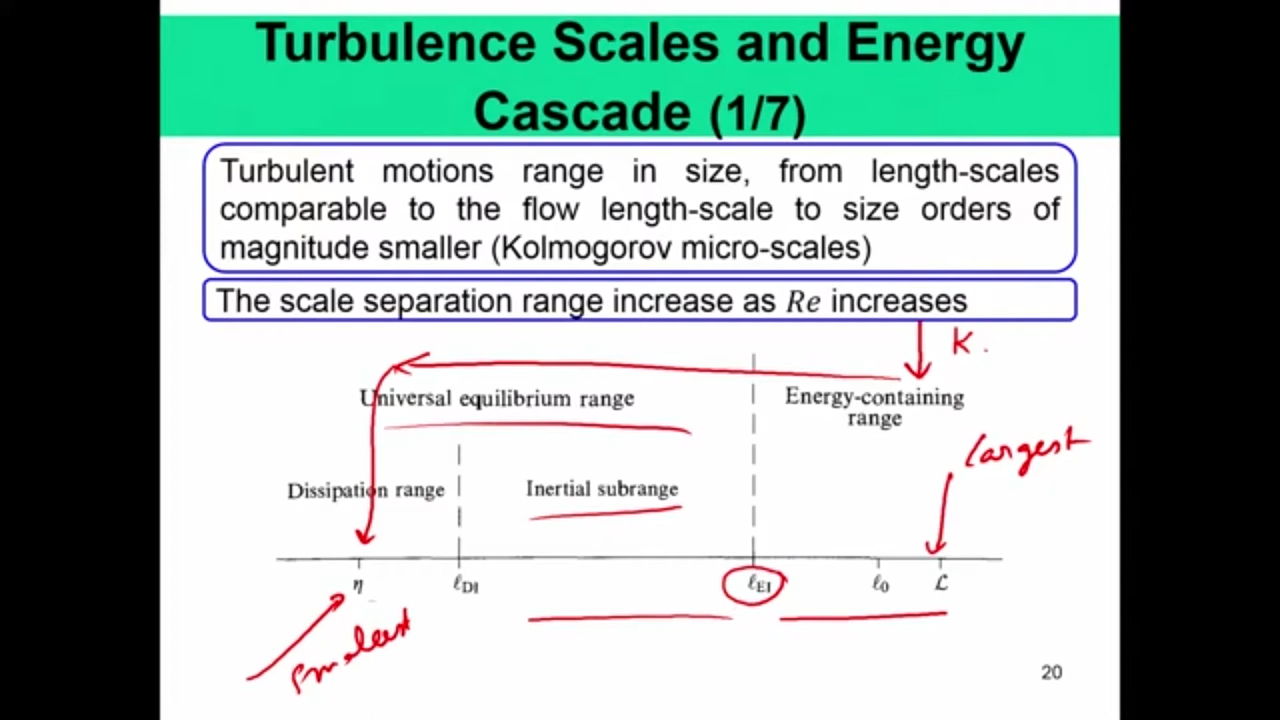 Turbulence Scales and Energy
Cascade (1/7)
Turbulent motions range in size, from length-scales
comparable to the flow length-scale to size orders of
magnitude smaller (Kolmogorov micro-scales)
The scale separation range increase as Re increases
K.
Universal equilibrium range
Energy-containing
range
largest
Dissipation range
Inertial subrange
η ℓDI ℓEI ℓ0 ℒ
Smallest
20